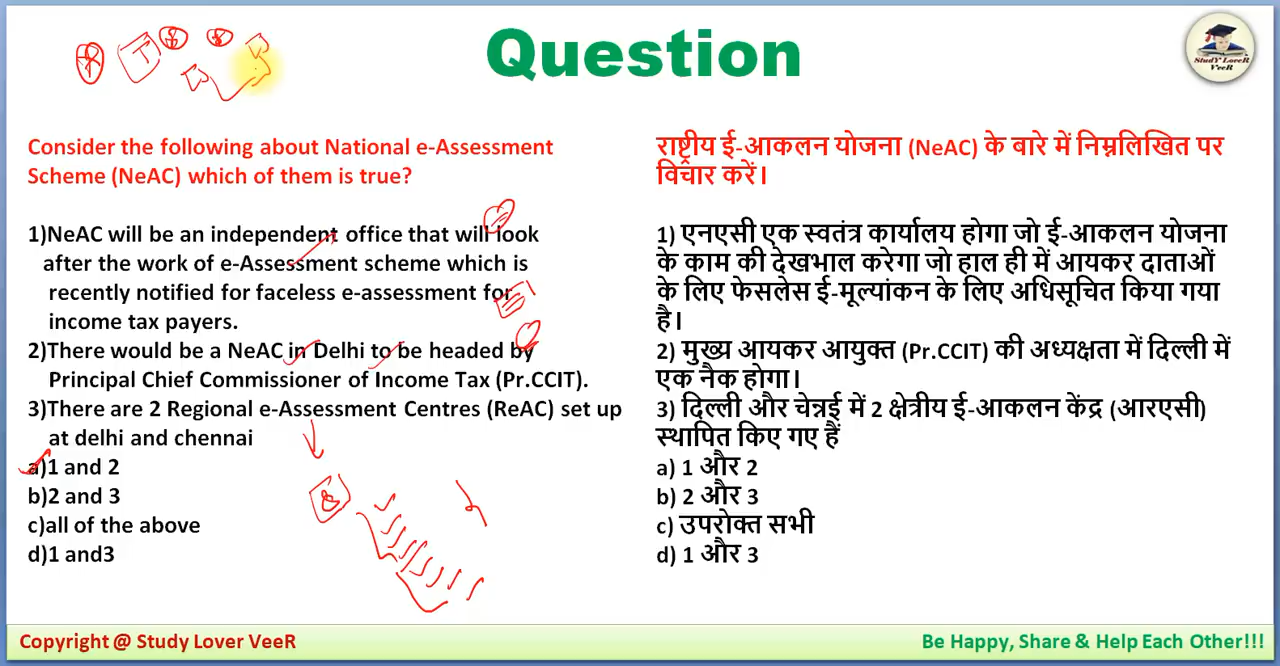 Question
StudY LoveR
VeeR
Consider the following about National e-Assessment
Scheme (NeAC) which of them is true?
1)NeAC will be an independent office that will look
after the work of e-Assessment scheme which is
recently notified for faceless e-assessment for
income tax payers.
2)There would be a NeAC in Delhi to be headed by
Principal Chief Commissioner of Income Tax (Pr.CCIT).
3)There are 2 Regional e-Assessment Centres (ReAC) set up
at delhi and chennai
a)1 and 2
b)2 and 3
c)all of the above
d)1 and3
राष्ट्रीय ई-आकलन योजना (NeAC) के बारे में निम्नलिखित पर
विचार करें।
1) एनएसी एक स्वतंत्र कार्यालय होगा जो ई-आकलन योजना
के काम की देखभाल करेगा जो हाल ही में आयकर दाताओं
के लिए फेसलेस ई-मूल्यांकन के लिए अधिसूचित किया गया
है।
2) मुख्य आयकर आयुक्त (Pr.CCIT) की अध्यक्षता में दिल्ली में
एक नैक होगा।
3) दिल्ली और चेन्नई में 2 क्षेत्रीय ई-आकलन केंद्र (आरएसी)
स्थापित किए गए हैं
a) 1 और 2
b) 2 और 3
c) उपरोक्त सभी
d) 1 और 3
Copyright @ Study Lover VeeR
Be Happy, Share & Help Each Other!!!